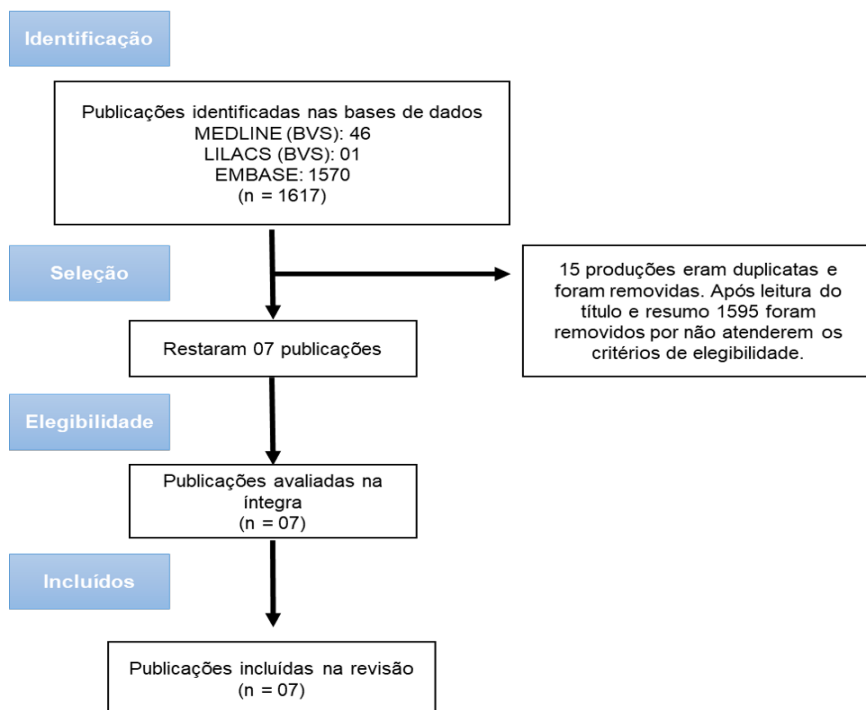 Identificação
Publicações identificadas nas bases de dados
MEDLINE (BVS): 46
LILACS (BVS): 01
EMBASE: 1570
(n = 1617)
Seleção
15 produções eram duplicatas e
foram removidas. Após leitura do
título e resumo 1595 foram
removidos por não atenderem os
critérios de elegibilidade.
Restaram 07 publicações
Elegibilidade
Publicações avaliadas na
íntegra
(n = 07)
Incluídos
Publicações incluídas na revisão
(n = 07)